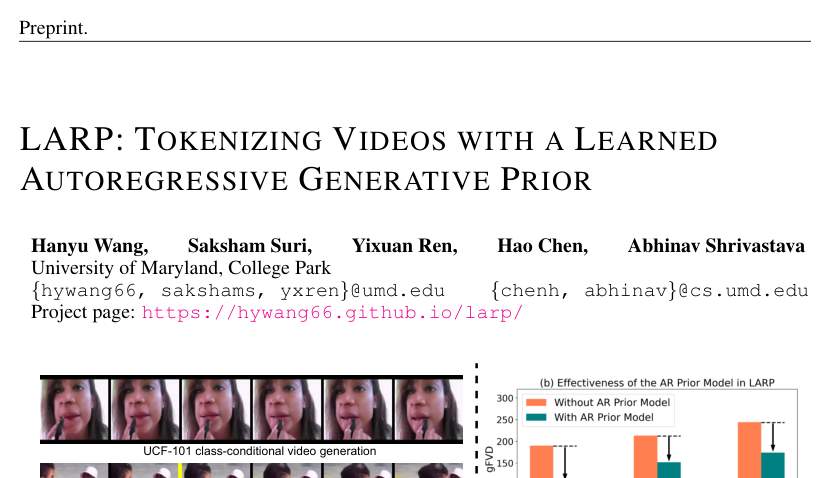 Preprint.
LARP: TOKENIZING VIDEOS WITH A LEARNED
AUTOREGRESSIVE GENERATIVE PRIOR
Hanyu Wang, Saksham Suri, Yixuan Ren, Hao Chen, Abhinav Shrivastava
University of Maryland, College Park
{hywang66, sakshams, yxren}@umd.edu {chenh, abhinav}@cs.umd.edu
Project page: https://hywang66.github.io/larp/
UCF-101 class-conditional video generation
(b) Effectiveness of the AR Prior Model in LARP
Without AR Prior Model
With AR Prior Model
300
250
200
150
gFVD